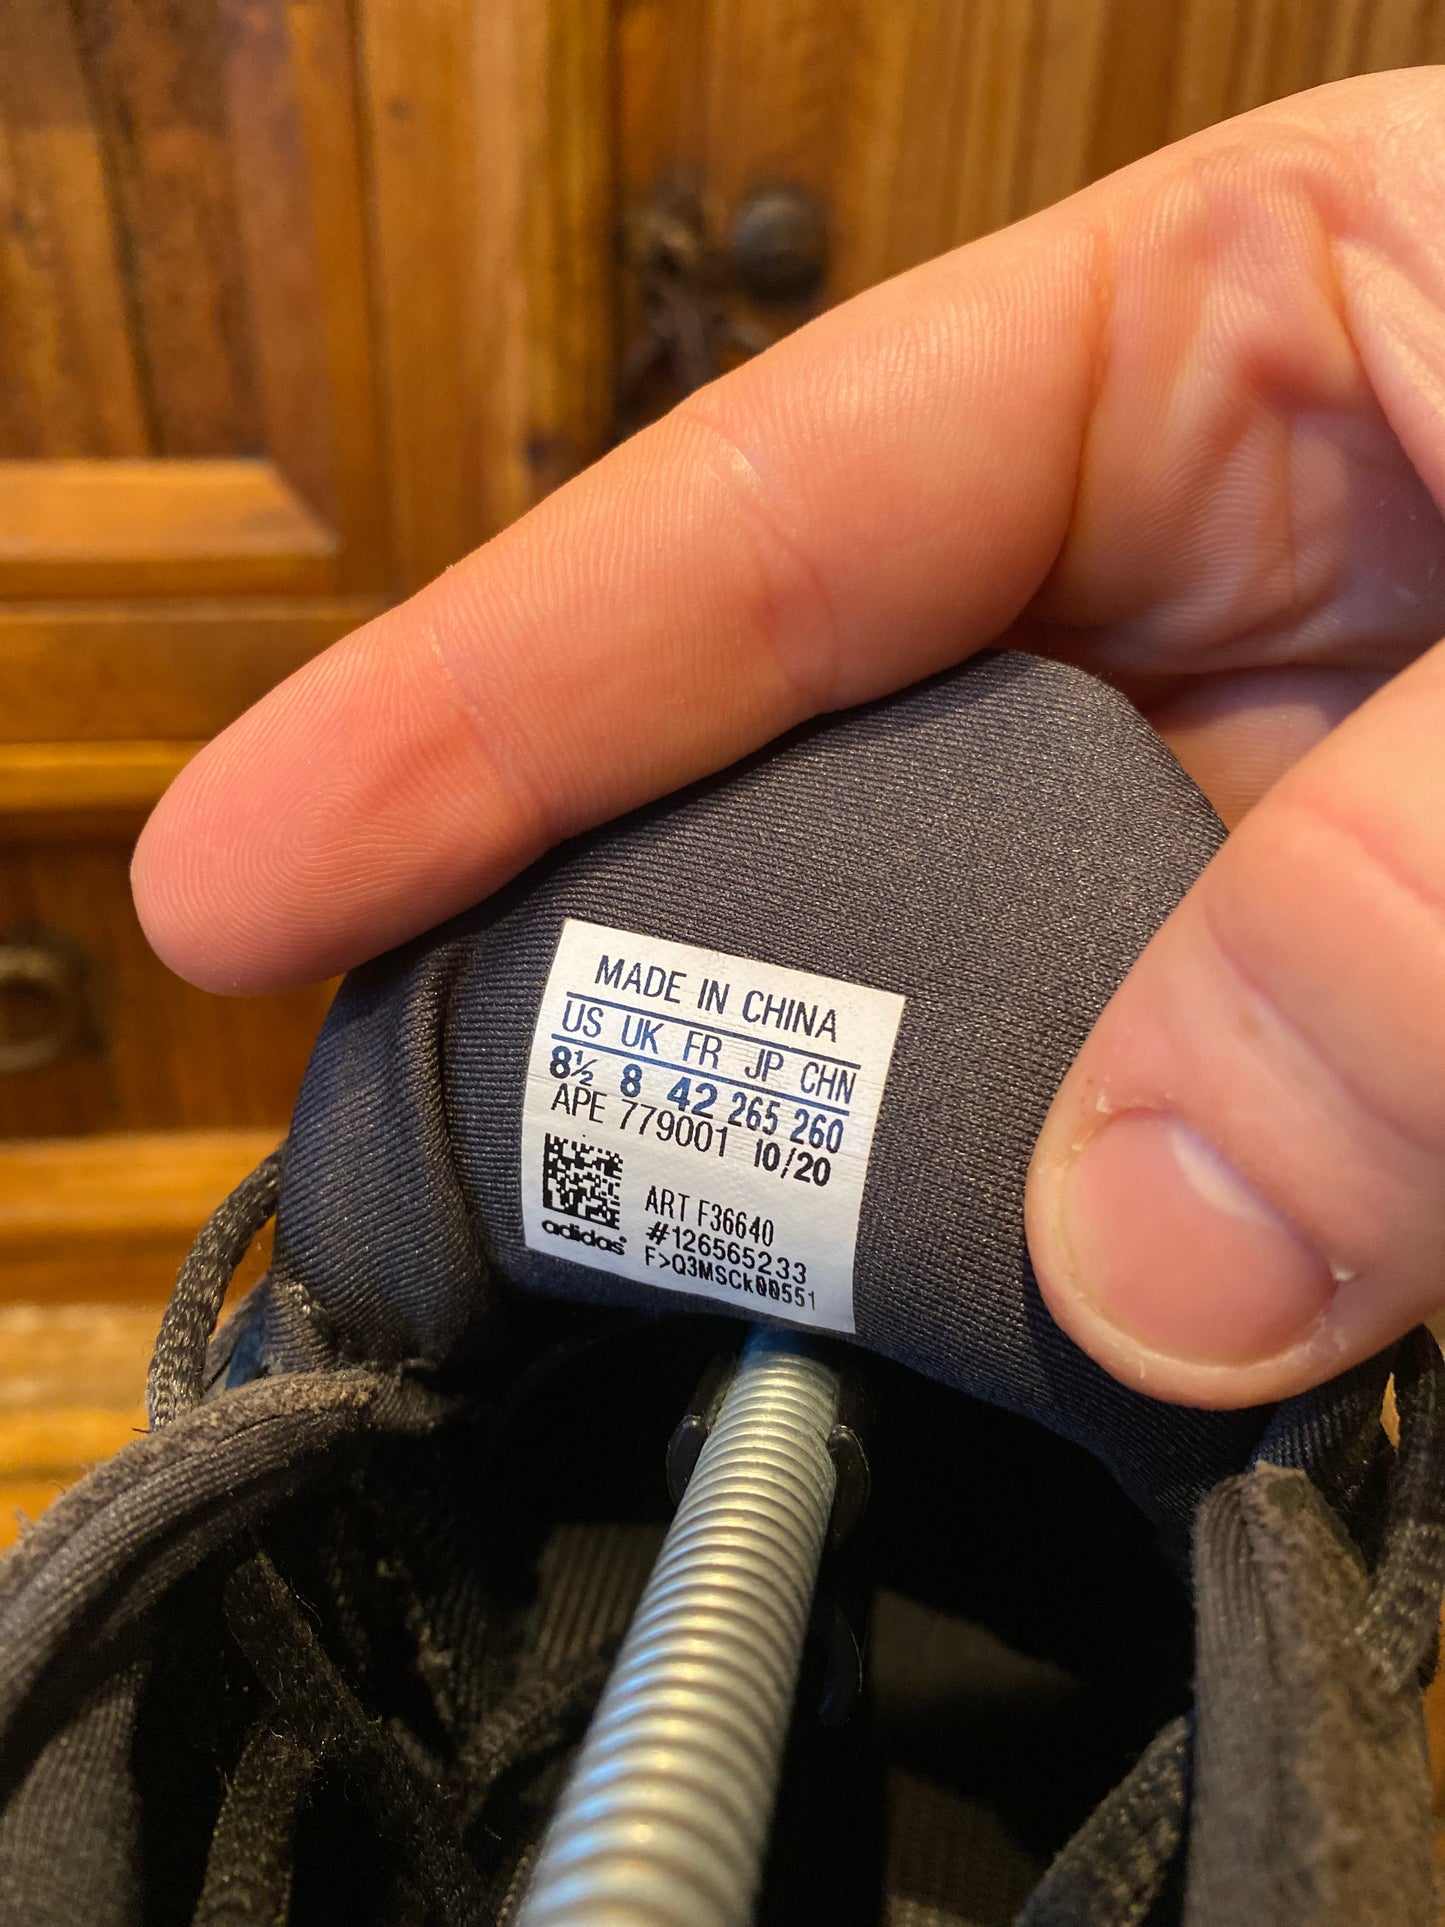 MADE IN CHINA
US UK FR JP CHN
8½ 8 42 265 260
APE 779001 10/20
ART F36640
#126565233
F>Q3MSCk00551
adidas